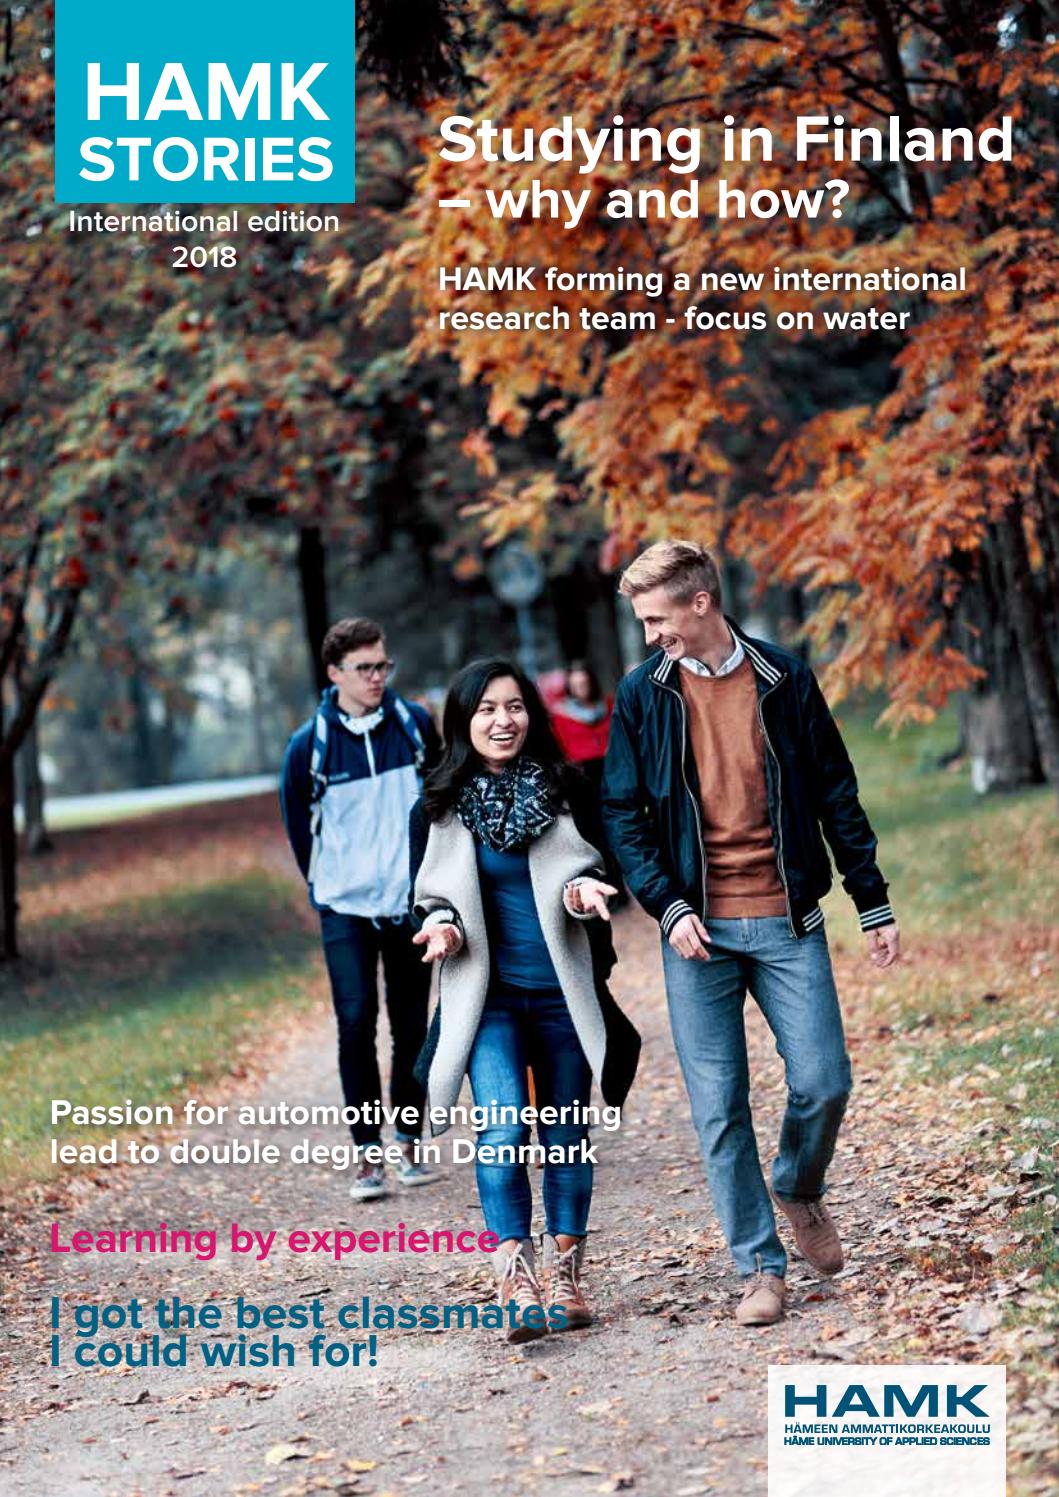 HAMK
STORIES
International edition
2018
Studying in Finland
– why and how?
HAMK forming a new international
research team - focus on water
Passion for automotive engineering
lead to double degree in Denmark
Learning by experience
I got the best classmates
I could wish for!
HAMK
HÄMEEN AMMATTIKORKEAKOULU
HÄME UNIVERSITY OF APPLIED SCIENCES